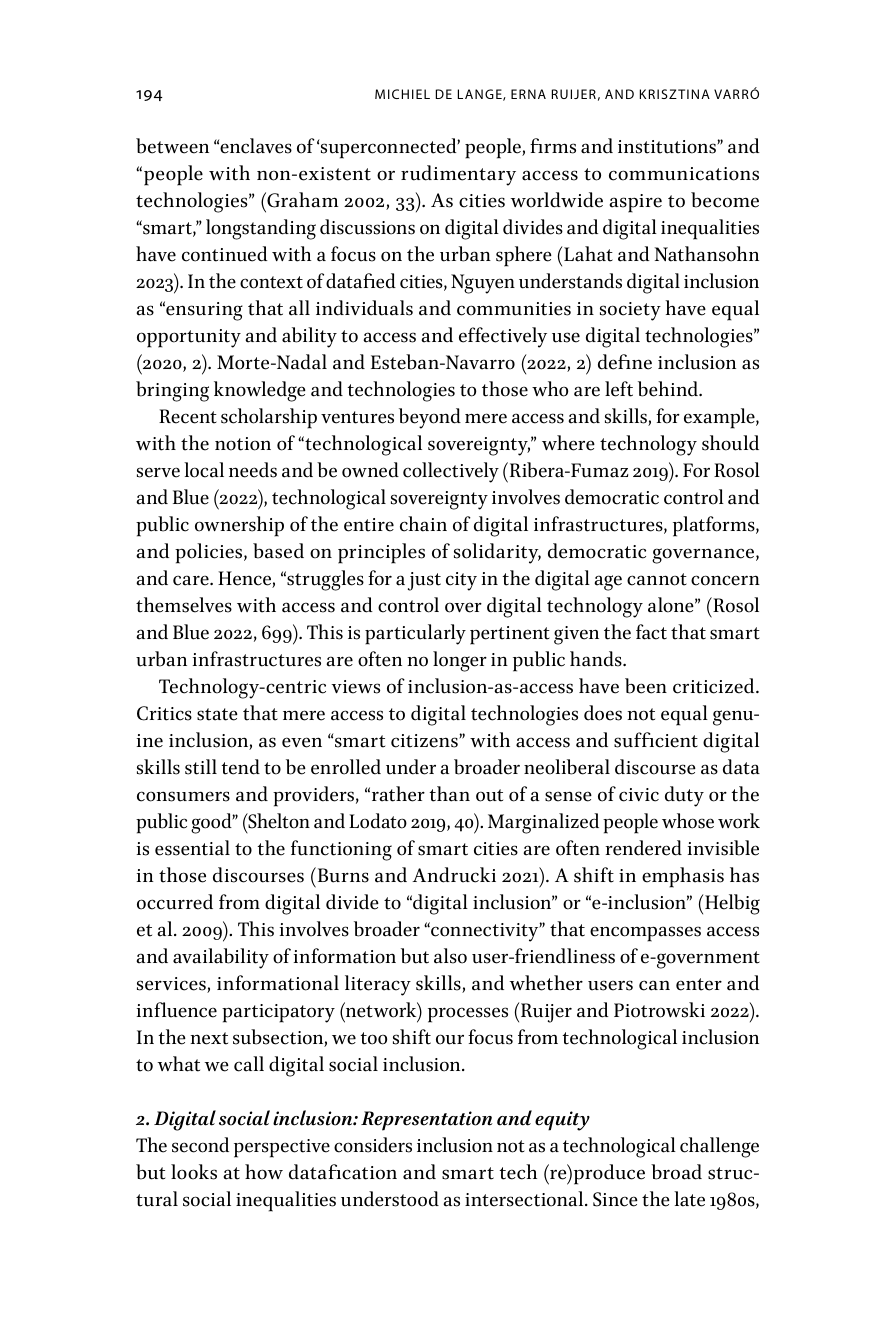 194
MICHIEL DE LANGE, ERNA RUIJER, AND KRISZTINA VARRÓ
between “enclaves of ‘superconnected’ people, firms and institutions” and
“people with non-existent or rudimentary access to communications
technologies” (Graham 2002, 33). As cities worldwide aspire to become
“smart,” longstanding discussions on digital divides and digital inequalities
have continued with a focus on the urban sphere (Lahat and Nathansohn
2023). In the context of datafied cities, Nguyen understands digital inclusion
as “ensuring that all individuals and communities in society have equal
opportunity and ability to access and effectively use digital technologies”
(2020, 2). Morte-Nadal and Esteban-Navarro (2022, 2) define inclusion as
bringing knowledge and technologies to those who are left behind.
Recent scholarship ventures beyond mere access and skills, for example,
with the notion of “technological sovereignty,” where technology should
serve local needs and be owned collectively (Ribera-Fumaz 2019). For Rosol
and Blue (2022), technological sovereignty involves democratic control and
public ownership of the entire chain of digital infrastructures, platforms,
and policies, based on principles of solidarity, democratic governance,
and care. Hence, “struggles for a just city in the digital age cannot concern
themselves with access and control over digital technology alone” (Rosol
and Blue 2022, 699). This is particularly pertinent given the fact that smart
urban infrastructures are often no longer in public hands.
Technology-centric views of inclusion-as-access have been criticized.
Critics state that mere access to digital technologies does not equal genu-
ine inclusion, as even “smart citizens” with access and sufficient digital
skills still tend to be enrolled under a broader neoliberal discourse as data
consumers and providers, “rather than out of a sense of civic duty or the
public good” (Shelton and Lodato 2019, 40). Marginalized people whose work
is essential to the functioning of smart cities are often rendered invisible
in those discourses (Burns and Andrucki 2021). A shift in emphasis has
occurred from digital divide to “digital inclusion” or “e-inclusion” (Helbig
et al. 2009). This involves broader “connectivity” that encompasses access
and availability of information but also user-friendliness of e-government
services, informational literacy skills, and whether users can enter and
influence participatory (network) processes (Ruijer and Piotrowski 2022).
In the next subsection, we too shift our focus from technological inclusion
to what we call digital social inclusion.
2. Digital social inclusion: Representation and equity
The second perspective considers inclusion not as a technological challenge
but looks at how datafication and smart tech (re)produce broad struc-
tural social inequalities understood as intersectional. Since the late 1980s,